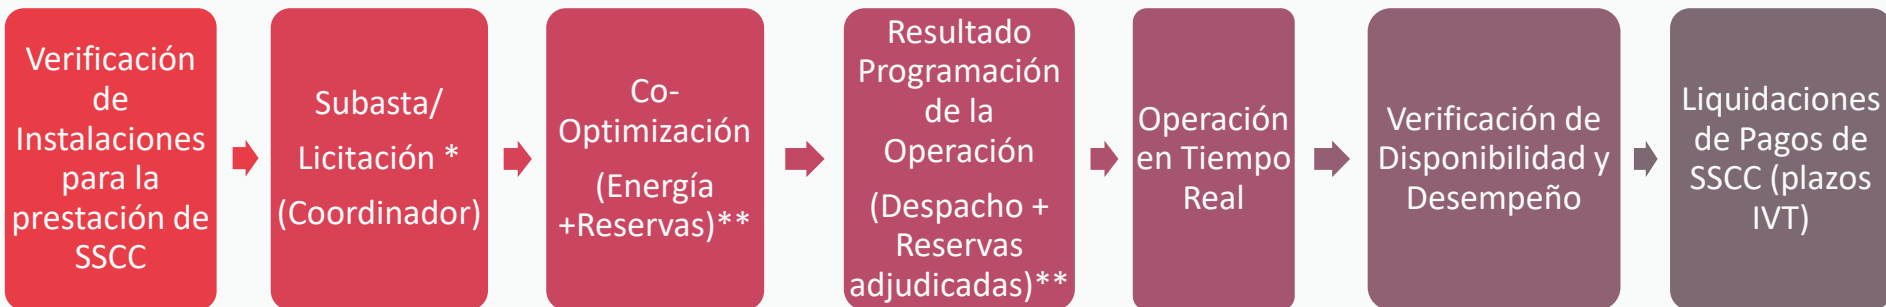 Verificación
de
Instalaciones
para la
prestación de
SSCC
Subasta/
Licitación *
(Coordinador)
Co-
Optimización
(Energía
+Reservas)**
Resultado
Programación
de la
Operación
(Despacho +
Reservas
adjudicadas)**
Operación
en Tiempo
Real
Verificación de
Disponibilidad y
Desempeño
Liquidaciones
de Pagos de
SSCC (plazos
IVT)